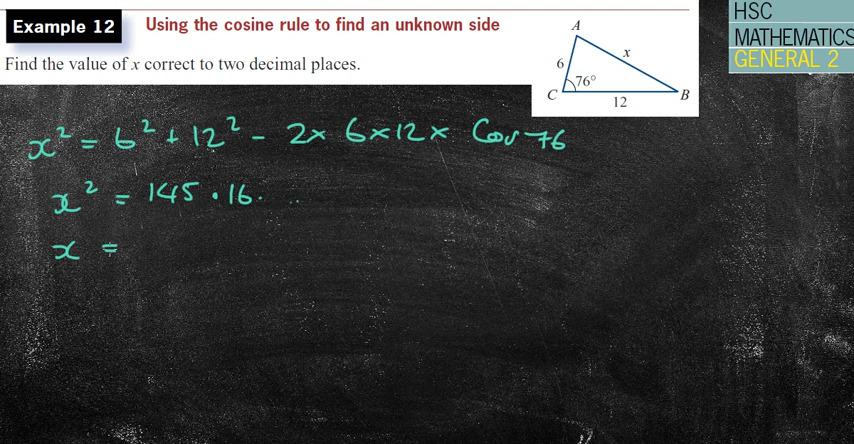 Example 12 Using the cosine rule to find an unknown side
Find the value of x correct to two decimal places.
A
x
6
76°
C
B
12
HSC
MATHEMATICS
GENERAL 2
x² = 6² + 12² - 2 × 6 × 12 × Cos 76
x² = 145.16...
x =